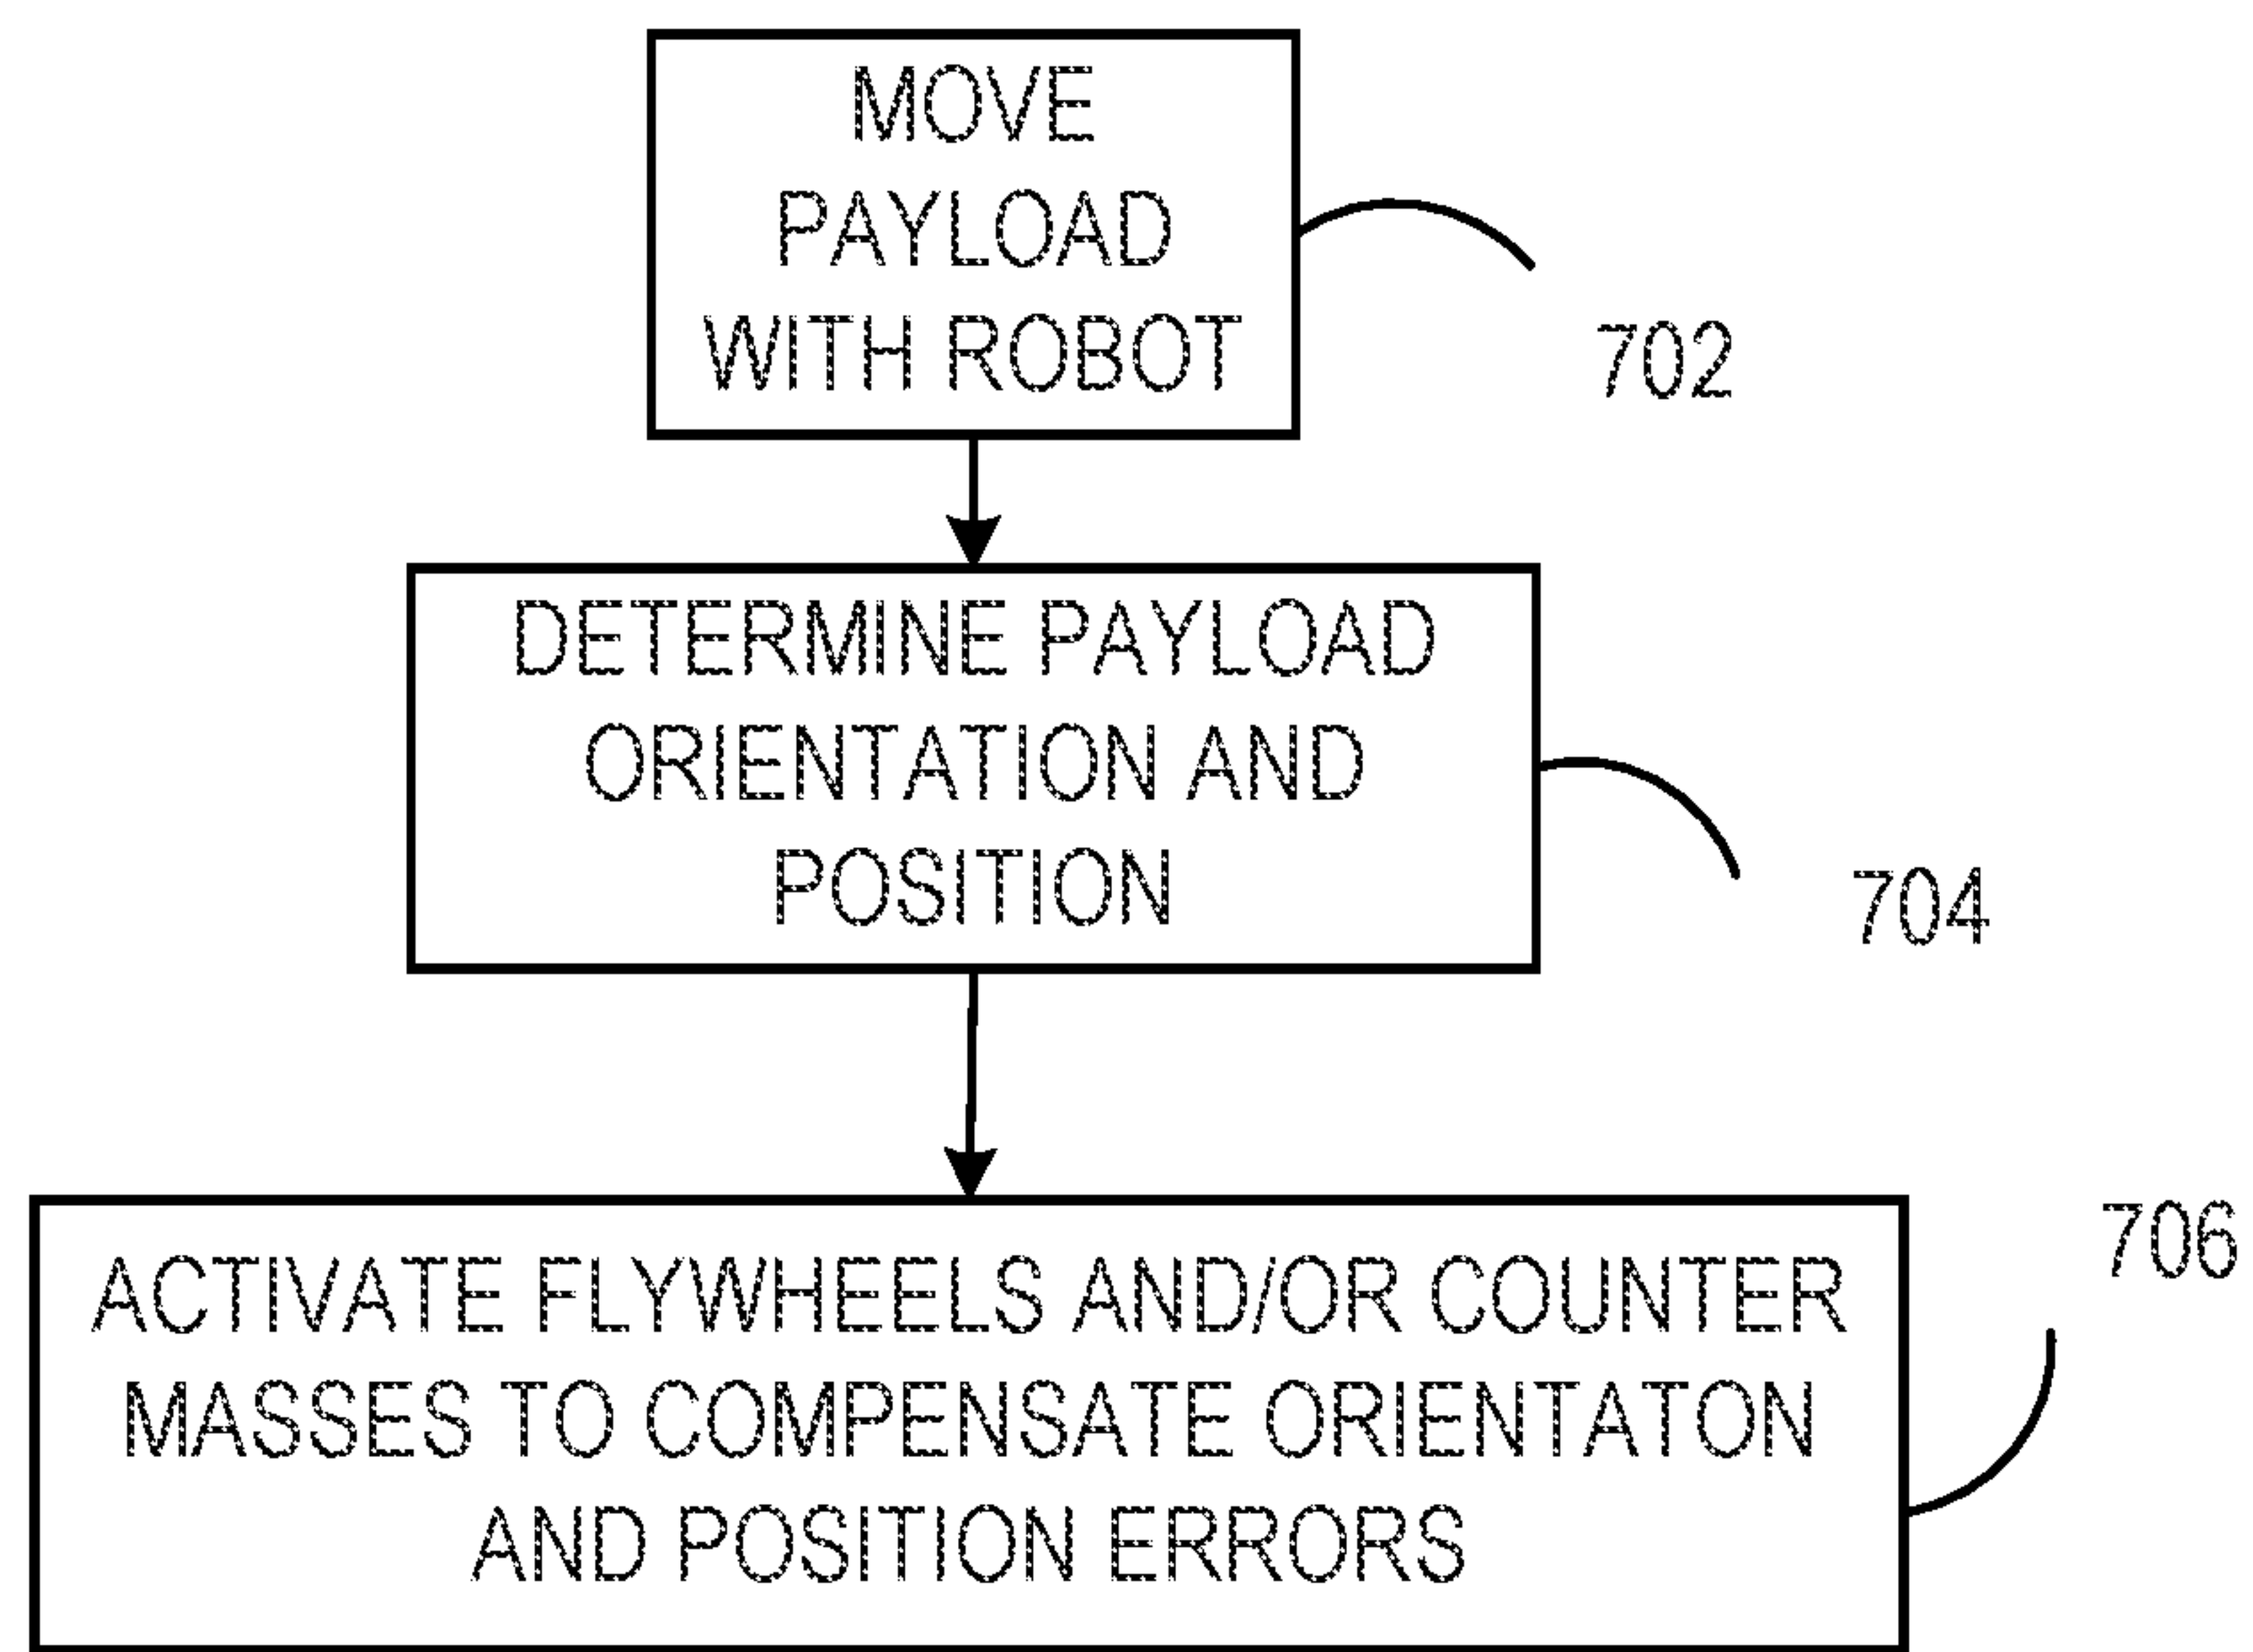 MOVE
PAYLOAD
WITH ROBOT
702
DETERMINE PAYLOAD
ORIENTATION AND
POSITION
704
ACTIVATE FLYWHEELS AND/OR COUNTER
MASSES TO COMPENSATE ORIENTATON
AND POSITION ERRORS
706